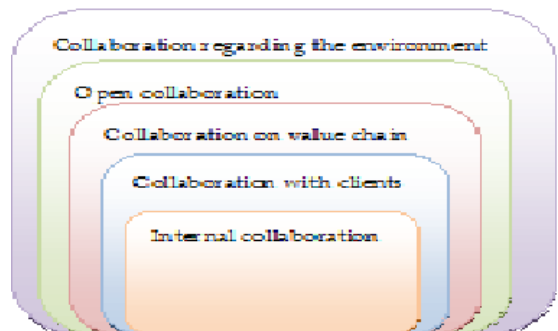 Collaboration regarding the environment
Open collaboration
Collaboration on value chain
Collaboration with clients
Internal collaboration